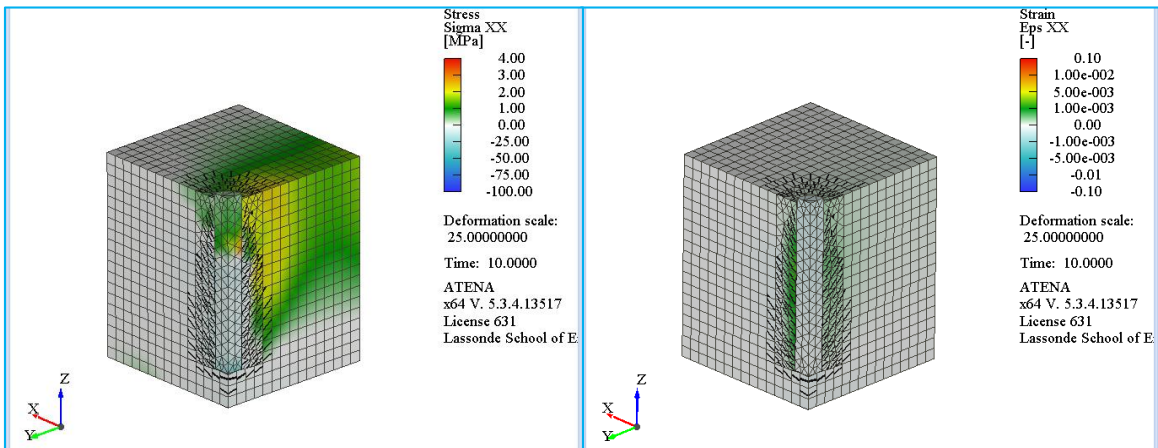 Stress
Sigma XX
[MPa]
4.00
3.00
2.00
1.00
0.00
-25.00
-50.00
-75.00
-100.00
Deformation scale:
25.00000000
Time: 10.0000
ATENA
x64 V. 5.3.4.13517
License 631
Lassonde School of E
Z
X
Y
Strain
Eps XX
[-]
0.10
1.00e-002
5.00e-003
1.00e-003
0.00
-1.00e-003
-5.00e-003
-0.01
-0.10
Deformation scale:
25.00000000
Time: 10.0000
ATENA
x64 V. 5.3.4.13517
License 631
Lassonde School of E
Z
X
Y